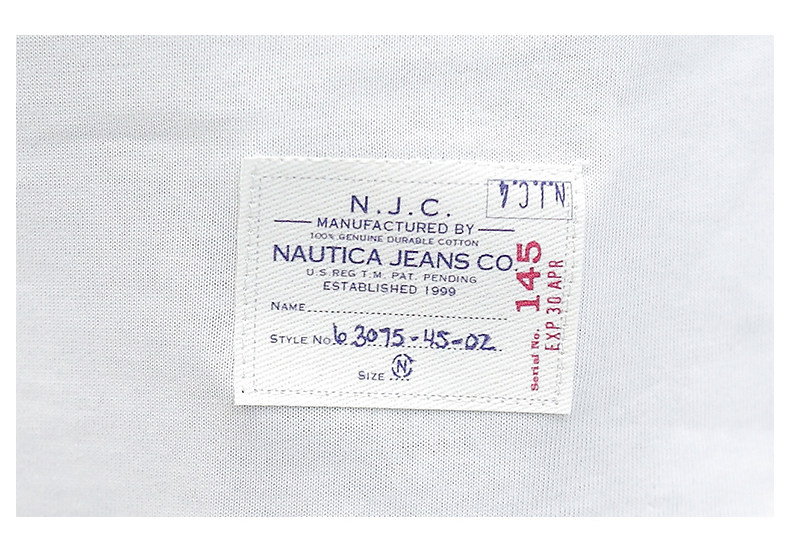 N.J.C.
MANUFACTURED BY
100% GENUINE DURABLE COTTON
NAUTICA JEANS CO.
U.S REG T.M. PAT. PENDING
ESTABLISHED 1999
NAME
STYLE No. 63075-45-02
SIZE N
N.J.C.4
Serial No. 145
EXP 30 APR